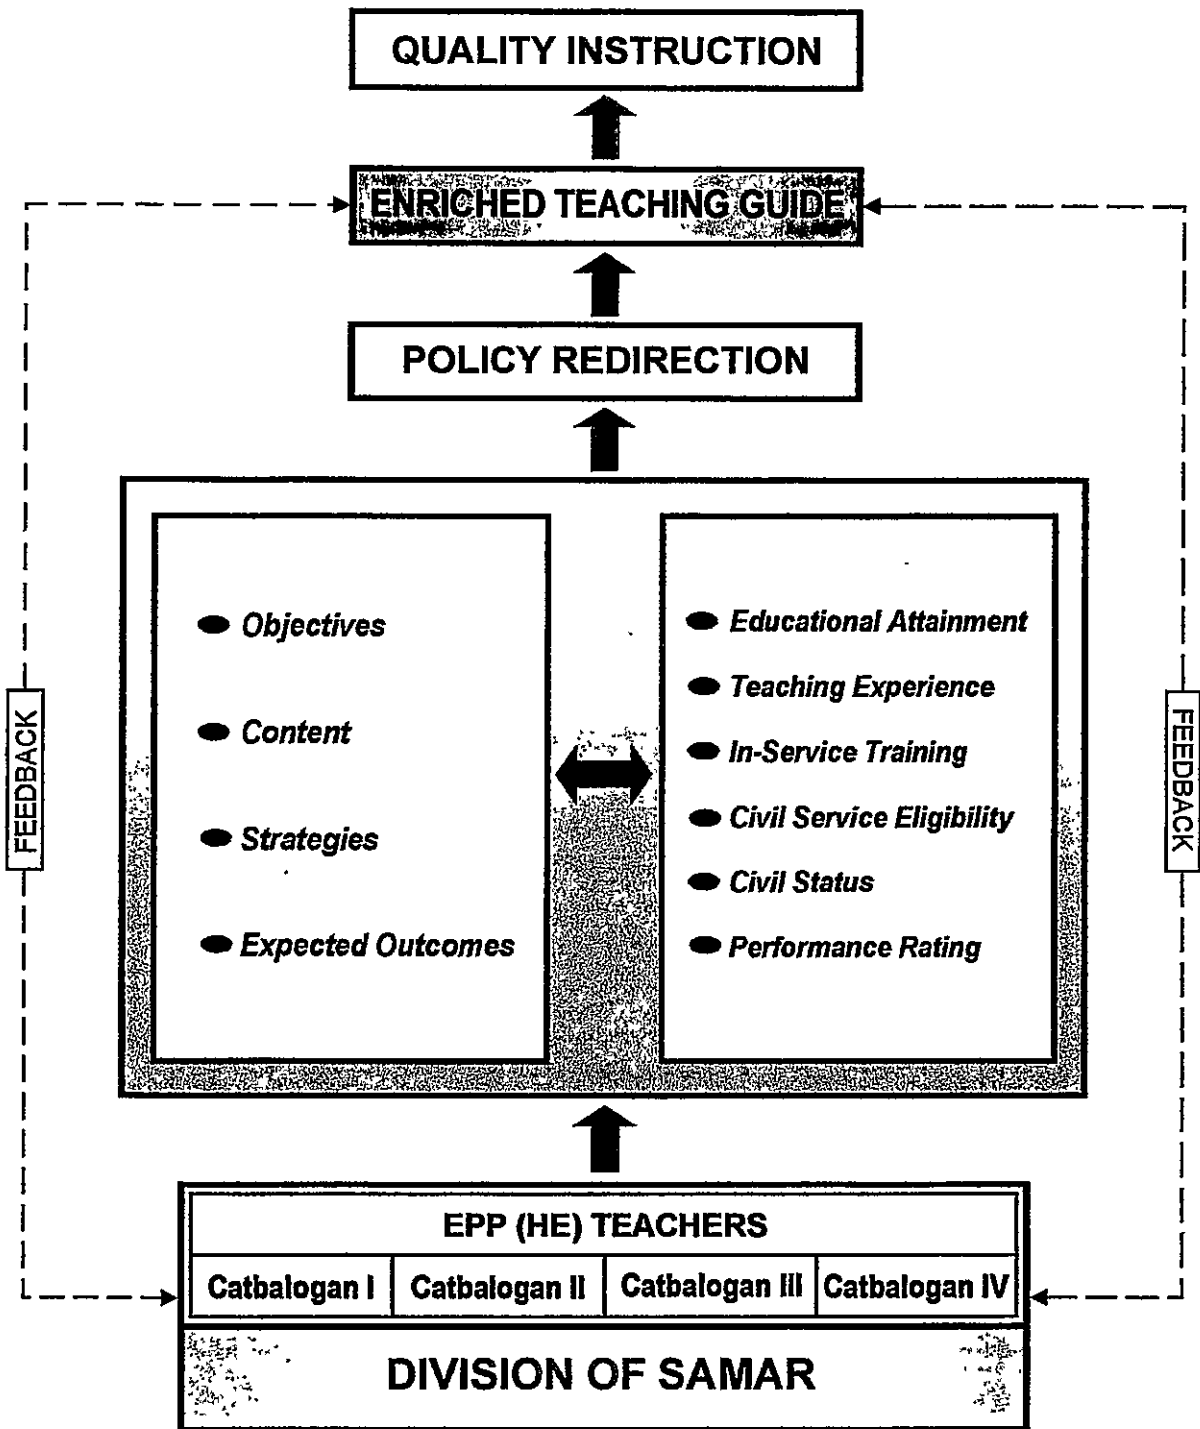 QUALITY INSTRUCTION
ENRICHED TEACHING GUIDE
POLICY REDIRECTION
Objectives
Content
Strategies
Expected Outcomes
Educational Attainment
Teaching Experience
In-Service Training
Civil Service Eligibility
Civil Status
Performance Rating
FEEDBACK
FEEDBACK
EPP (HE) TEACHERS
Catbalogan I
Catbalogan II
Catbalogan III
Catbalogan IV
DIVISION OF SAMAR